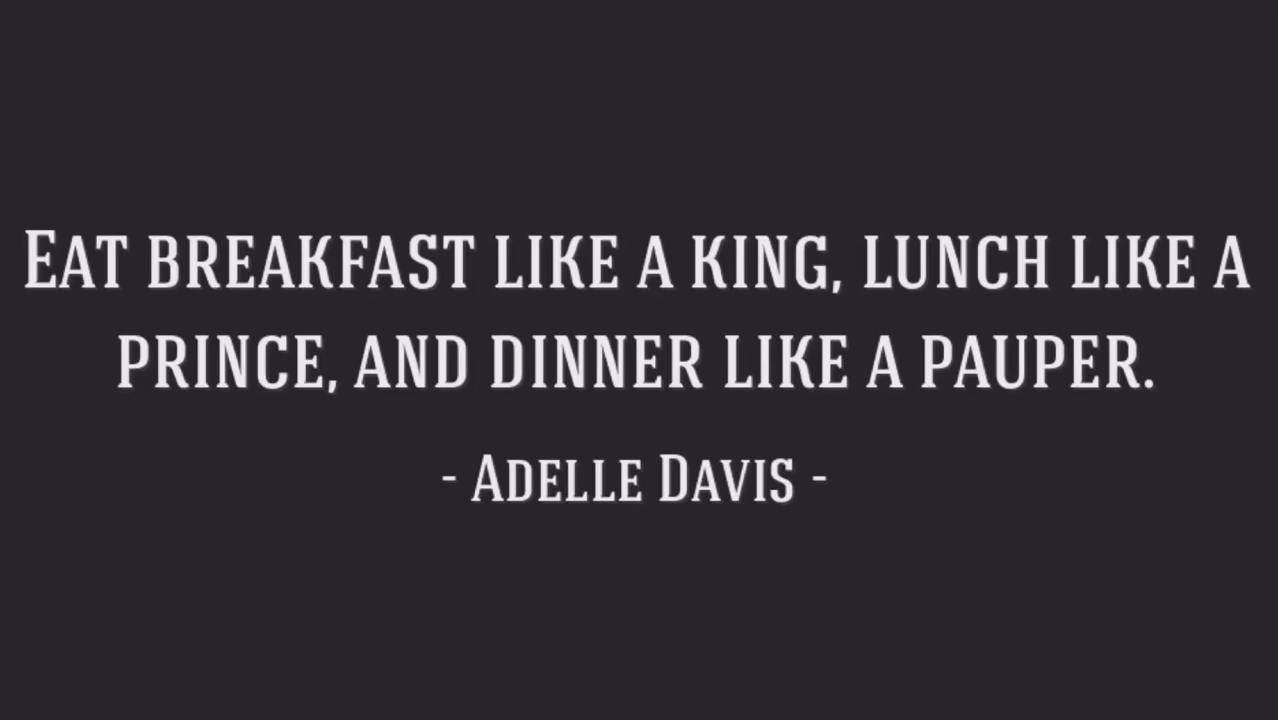 Eat breakfast like a king, lunch like a
prince, and dinner like a pauper.
- Adelle Davis -